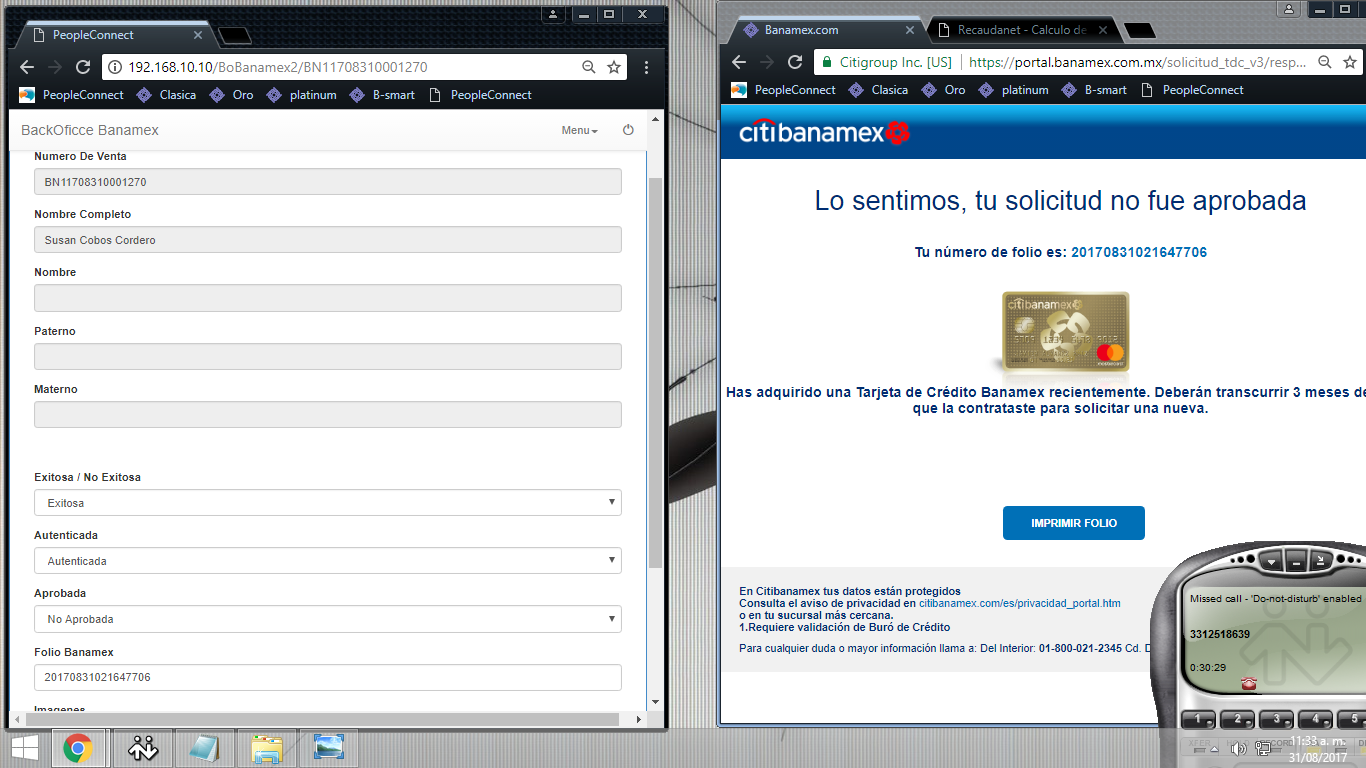 PeopleConnect
192.168.10.10/BoBanamex2/BN11708310001270
PeopleConnect Clasica Oro platinum B-smart PeopleConnect
BackOficce Banamex Menu
Numero De Venta
BN11708310001270
Nombre Completo
Susan Cobos Cordero
Nombre
Paterno
Materno
Exitosa / No Exitosa
Exitosa
Autenticada
Autenticada
Aprobada
No Aprobada
Folio Banamex
20170831021647706
Imagenes
Banamex.com Recaudanet - Calculo de
Citigroup Inc. [US] https://portal.banamex.com.mx/solicitud_tdc_v3/resp...
PeopleConnect Clasica Oro platinum B-smart PeopleConnect
citibanamex
Lo sentimos, tu solicitud no fue aprobada
Tu número de folio es: 20170831021647706
citibanamex
Has adquirido una Tarjeta de Crédito Banamex recientemente. Deberán transcurrir 3 meses de
que la contrataste para solicitar una nueva.
IMPRIMIR FOLIO
En Citibanamex tus datos están protegidos
Consulta el aviso de privacidad en citibanamex.com/es/privacidad_portal.htm
o en tu sucursal más cercana.
1.Requiere validación de Buró de Crédito
Para cualquier duda o mayor información llama a: Del Interior: 01-800-021-2345 Cd. D
Missed call - 'Do-not-disturb' enabled
3312518639
0:30:29
1 2 3 4 5
11:33 a. m.
31/08/2017